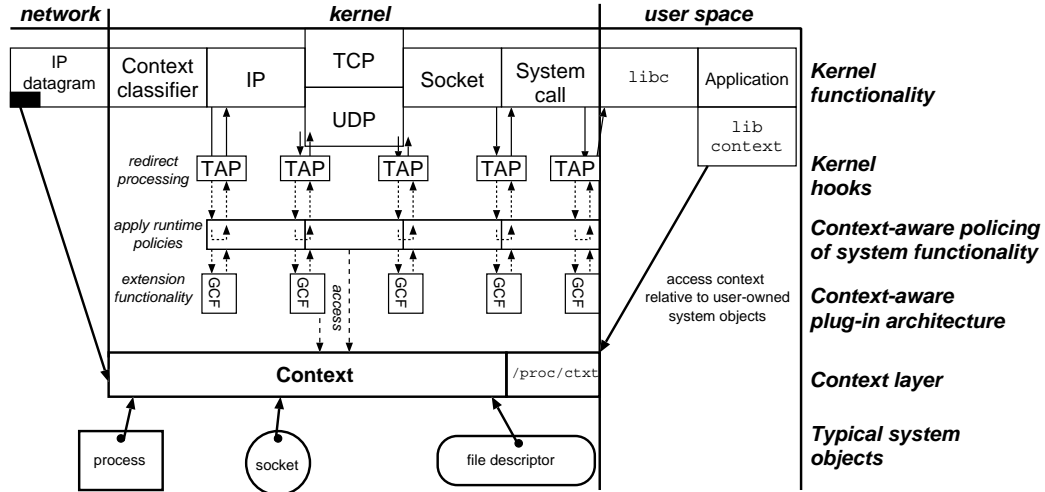 network kernel user space
IP
datagram
Context
classifier
IP
TCP
UDP
Socket
System
call
libc
Application
lib
context
Kernel
functionality
redirect
processing
TAP TAP TAP TAP TAP
Kernel
hooks
apply runtime
policies
Context-aware policing
of system functionality
extension
functionality
GCF GCF GCF GCF GCF
access
access context
relative to user-owned
system objects
Context-aware
plug-in architecture
Context
/proc/ctxt
Context layer
process
socket
file descriptor
Typical system
objects